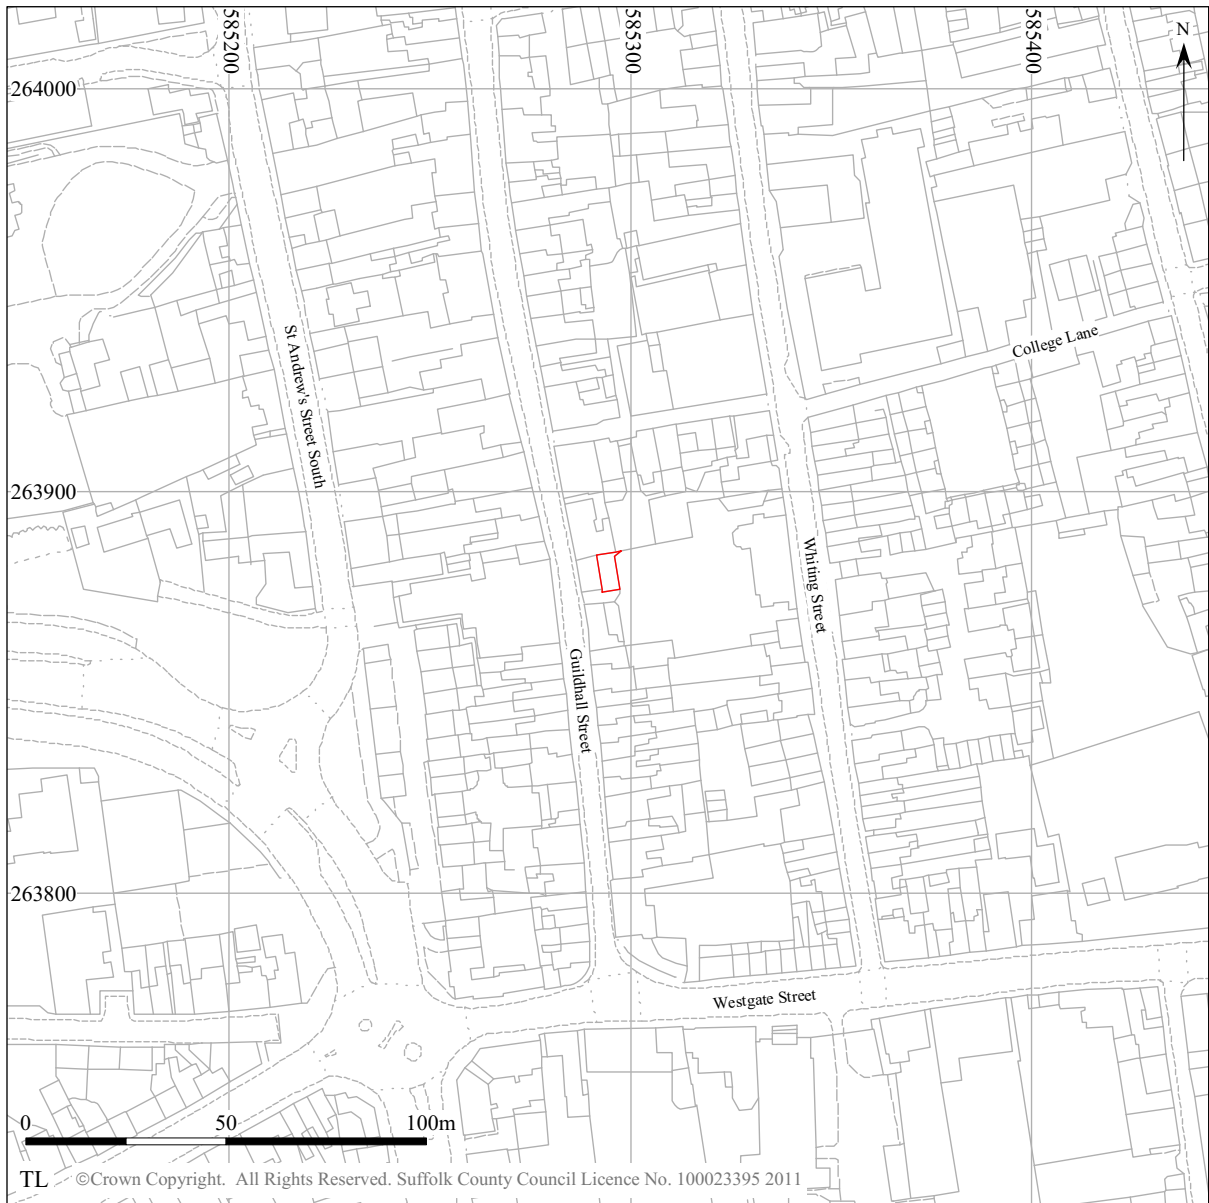 585200
585300
585400
N
264000
St Andrew's Street South
College Lane
263900
Whiting Street
Guildhall Street
263800
Westgate Street
0 50 100m
TL ©Crown Copyright. All Rights Reserved. Suffolk County Council Licence No. 100023395 2011